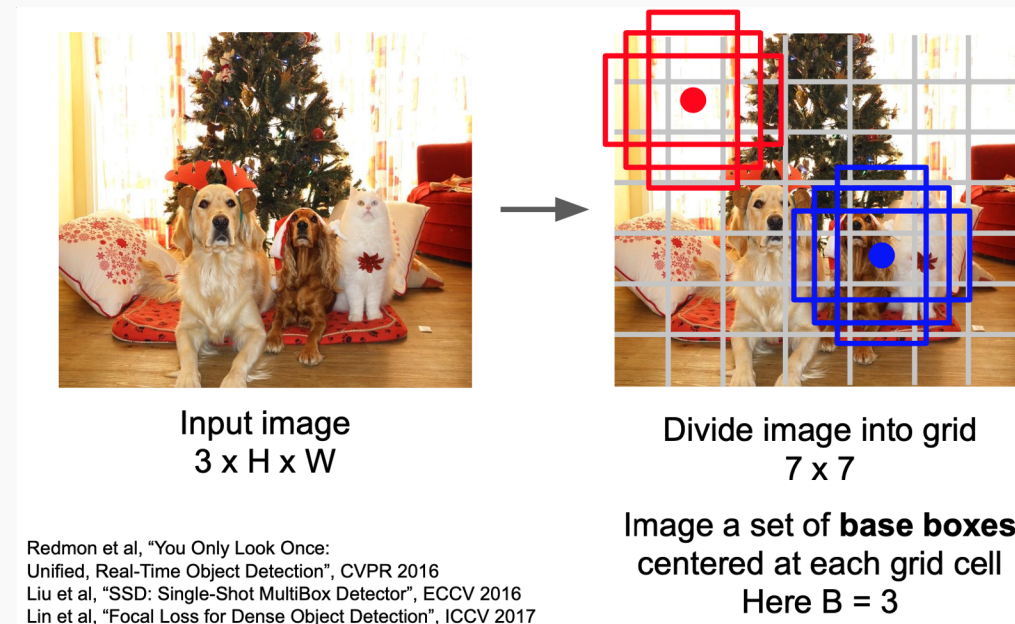 Input image
3 x H x W
Divide image into grid
7 x 7
Image a set of base boxes
centered at each grid cell
Here B = 3
Redmon et al, “You Only Look Once:
Unified, Real-Time Object Detection”, CVPR 2016
Liu et al, “SSD: Single-Shot MultiBox Detector”, ECCV 2016
Lin et al, “Focal Loss for Dense Object Detection”, ICCV 2017